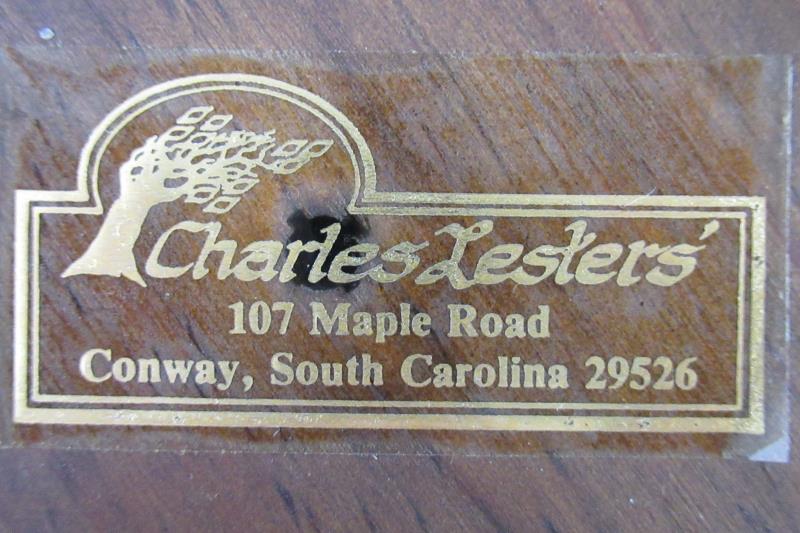 Charles Lesters'
107 Maple Road
Conway, South Carolina 29526